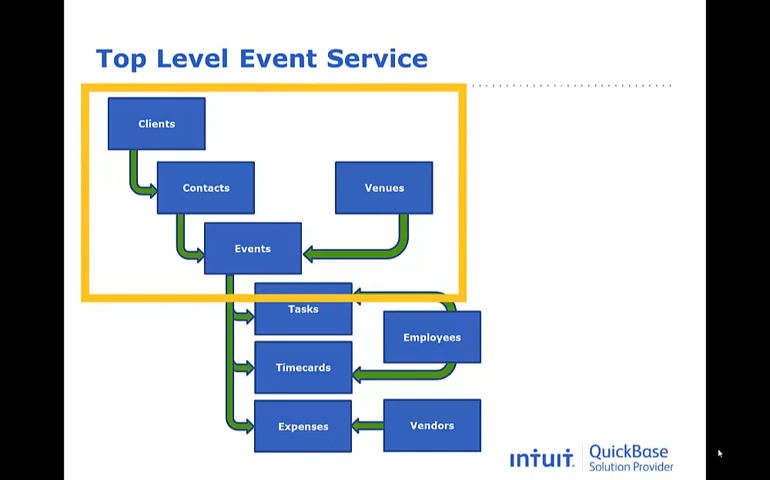 Top Level Event Service
Clients
Contacts
Venues
Events
Tasks
Employees
Timecards
Expenses
Vendors
INTUIT.
QuickBase
Solution Provider